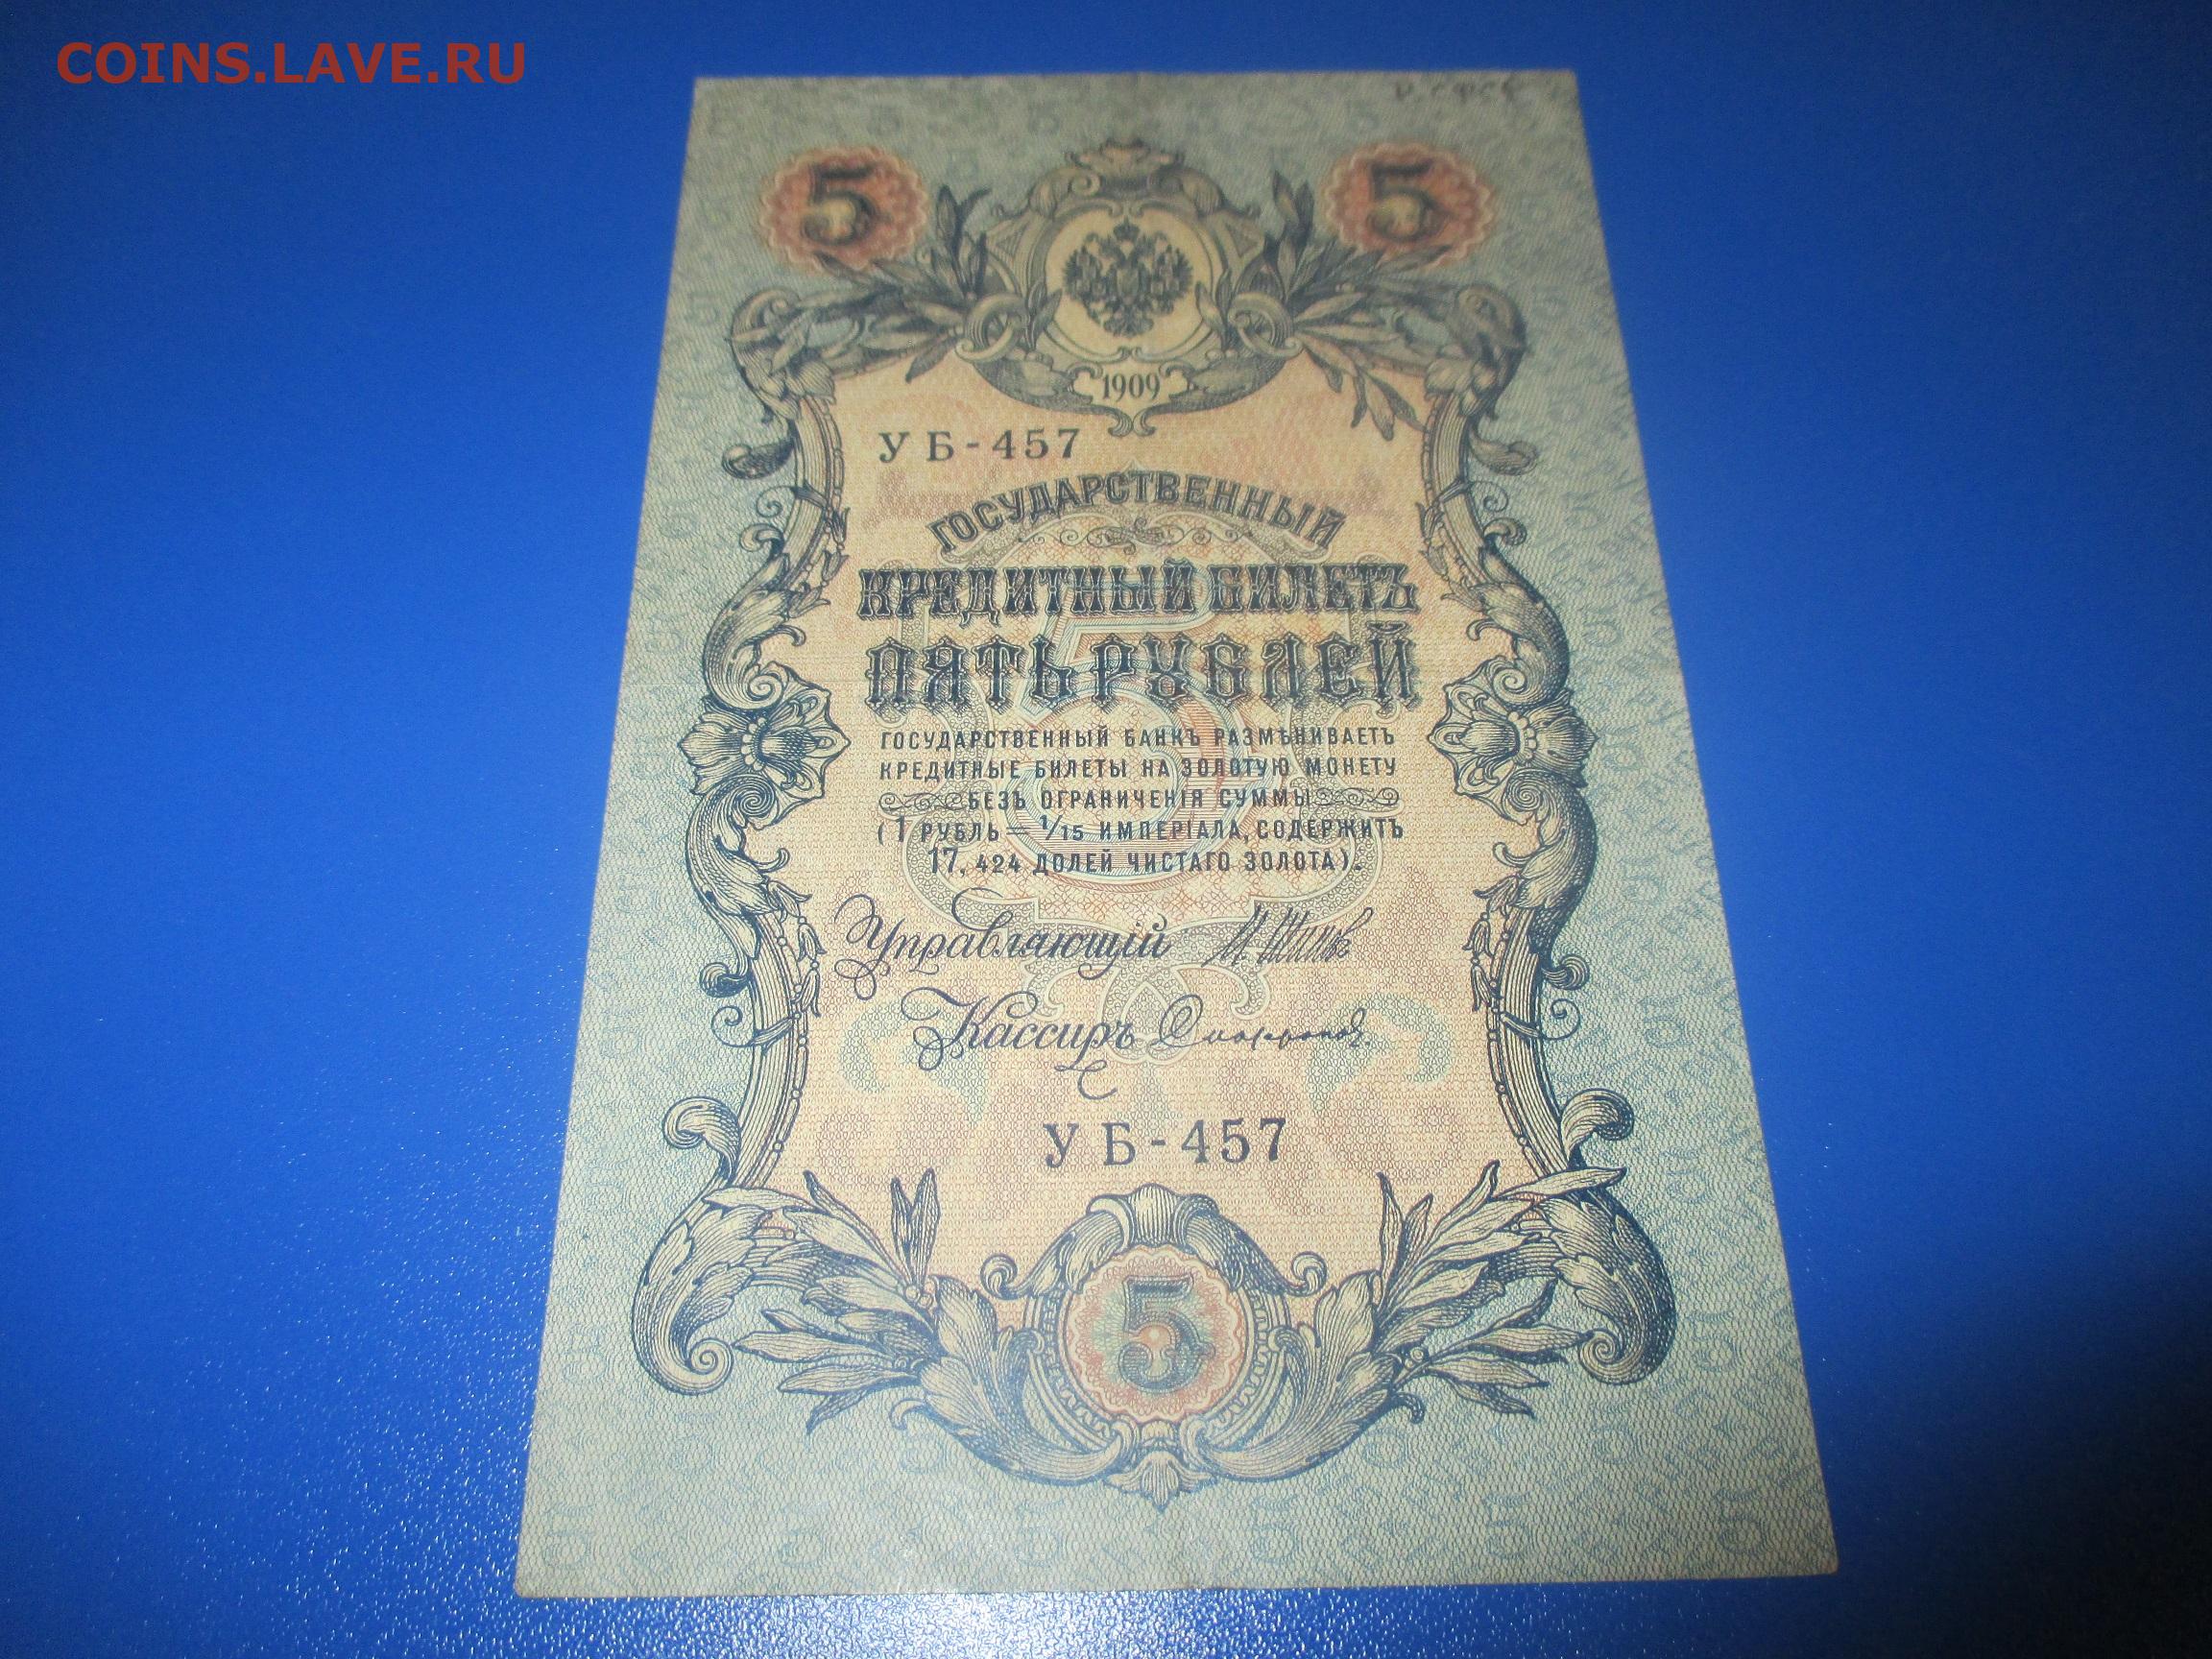 COINS.LAVE.RU
5 5
1909
УБ-457
ГОСУДАРСТВЕННЫЙ
КРЕДИТНЫЙ БИЛЕТЪ
ПЯТЬ РУБЛЕЙ
ГОСУДАРСТВЕННЫЙ БАНКЪ РАЗМѢНИВАЕТЪ
КРЕДИТНЫЕ БИЛЕТЫ НА ЗОЛОТУЮ МОНЕТУ
БЕЗЪ ОГРАНИЧЕНІЯ СУММЫ
(1 РУБЛЬ = 1/15 ИМПЕРІАЛА, СОДЕРЖИТЪ
17,424 ДОЛЕЙ ЧИСТАГО ЗОЛОТА).
Управляющій
Кассиръ
УБ-457
5